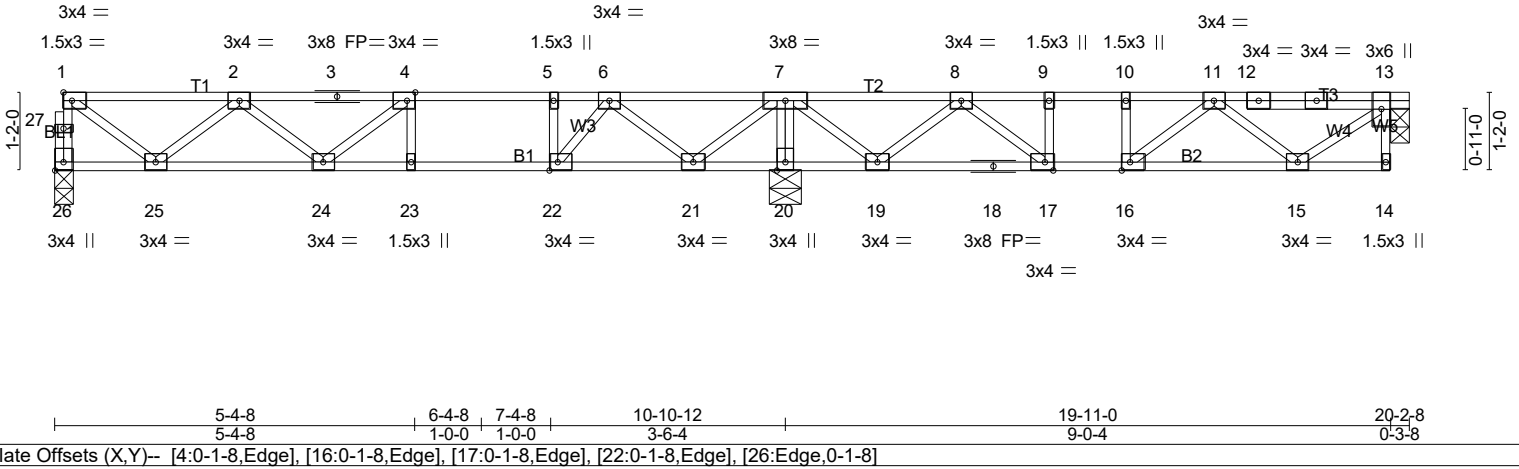 3x4 = 3x4 =
3x4 =
1.5x3 = 3x4 = 3x8 FP= 3x4 = 1.5x3 || 3x8 = 3x4 = 1.5x3 || 1.5x3 ||
3x4 = 3x4 = 3x6 ||
1 2 3 4 5 6 7 8 9 10 11 12 13
T1 T2 T3
27
BL1
W3 W4 W5
1-2-0
0-11-0
1-2-0
B1 B2
26 25 24 23 22 21 20 19 18 17 16 15 14
3x4 || 3x4 = 3x4 = 1.5x3 || 3x4 = 3x4 = 3x4 || 3x4 = 3x8 FP= 3x4 = 3x4 = 1.5x3 ||
3x4 =
5-4-8 6-4-8 7-4-8 10-10-12 19-11-0 20-2-8
5-4-8 1-0-0 1-0-0 3-6-4 9-0-4 0-3-8
late Offsets (X,Y)-- [4:0-1-8,Edge], [16:0-1-8,Edge], [17:0-1-8,Edge], [22:0-1-8,Edge], [26:Edge,0-1-8]